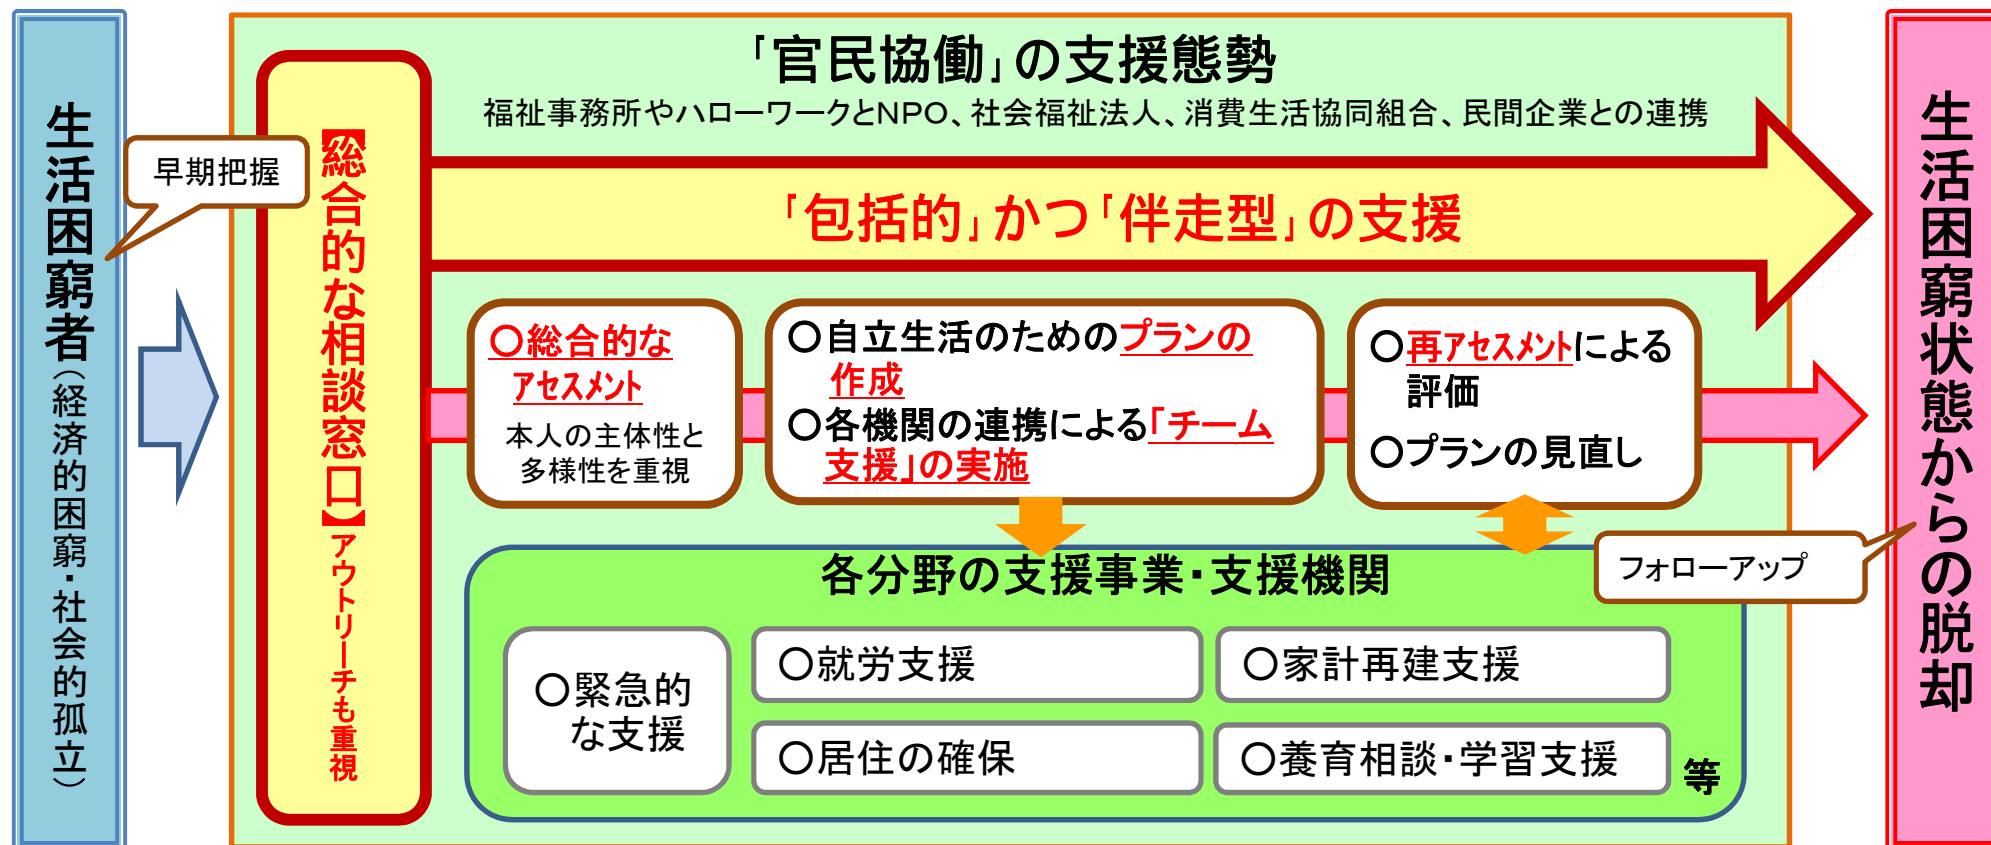 生活困窮者（経済的困窮・社会的孤立）
早期把握
「官民協働」の支援態勢
福祉事務所やハローワークとNPO、社会福祉法人、消費生活協同組合、民間企業との連携
【総合的な相談窓口】アウトリーチも重視
「包括的」かつ「伴走型」の支援
○総合的な
アセスメント
本人の主体性と
多様性を重視
○自立生活のためのプランの
作成
○各機関の連携による「チーム
支援」の実施
○再アセスメントによる
評価
○プランの見直し
各分野の支援事業・支援機関
○緊急的
な支援
○就労支援
○家計再建支援
○居住の確保
○養育相談・学習支援
等
フォローアップ
生活困窮状態からの脱却